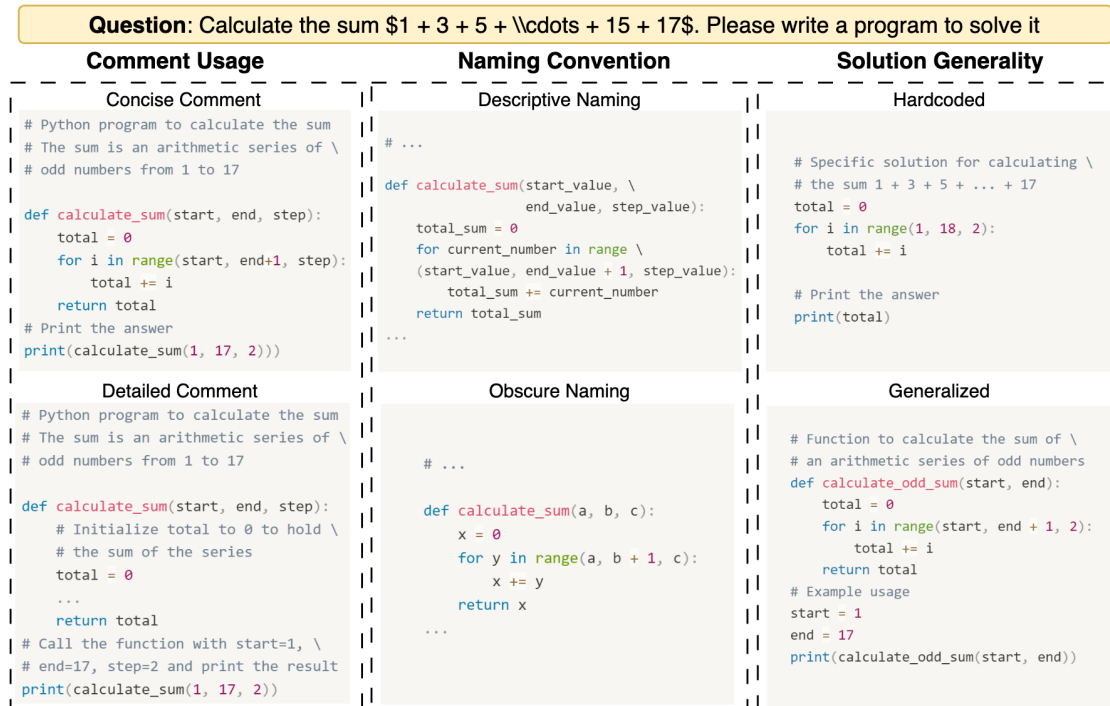 Question: Calculate the sum $1 + 3 + 5 + \\cdots + 15 + 17$. Please write a program to solve it
Comment Usage
Concise Comment
# Python program to calculate the sum
# The sum is an arithmetic series of \
# odd numbers from 1 to 17
def calculate_sum(start, end, step):
    total = 0
    for i in range(start, end+1, step):
        total += i
    return total
# Print the answer
print(calculate_sum(1, 17, 2)))
Detailed Comment
# Python program to calculate the sum
# The sum is an arithmetic series of \
# odd numbers from 1 to 17
def calculate_sum(start, end, step):
    # Initialize total to 0 to hold \
    # the sum of the series
    total = 0
    ...
    return total
# Call the function with start=1, \
# end=17, step=2 and print the result
print(calculate_sum(1, 17, 2))
Naming Convention
Descriptive Naming
# ...
def calculate_sum(start_value, \
                  end_value, step_value):
    total_sum = 0
    for current_number in range \
    (start_value, end_value + 1, step_value):
        total_sum += current_number
    return total_sum
...
Obscure Naming
# ...
def calculate_sum(a, b, c):
    x = 0
    for y in range(a, b + 1, c):
        x += y
    return x
...
Solution Generality
Hardcoded
# Specific solution for calculating \
# the sum 1 + 3 + 5 + ... + 17
total = 0
for i in range(1, 18, 2):
    total += i
# Print the answer
print(total)
Generalized
# Function to calculate the sum of \
# an arithmetic series of odd numbers
def calculate_odd_sum(start, end):
    total = 0
    for i in range(start, end + 1, 2):
        total += i
    return total
# Example usage
start = 1
end = 17
print(calculate_odd_sum(start, end))